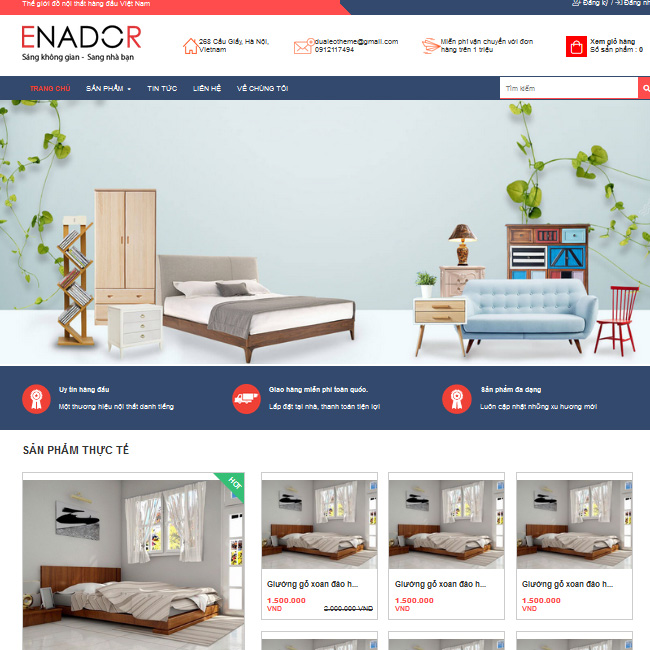 Thế giới đồ nội thất hàng đầu Việt Nam
Đăng ký / Đăng nh
ENADOR
Sáng không gian - Sang nhà bạn
268 Cầu Giấy, Hà Nội,
Vietnam
dualeotheme@gmail.com
0912117494
Miễn phí vận chuyển với đơn
hàng trên 1 triệu
Xem giỏ hàng
Số sản phẩm : 0
TRANG CHỦ SẢN PHẨM TIN TỨC LIÊN HỆ VỀ CHÚNG TÔI
Tìm kiếm
Uy tín hàng đầu
Một thương hiệu nội thất danh tiếng
Giao hàng miễn phí toàn quốc.
Lắp đặt tại nhà, thanh toán tiện lợi
Sản phẩm đa dạng
Luôn cập nhật những xu hướng mới
SẢN PHẨM THỰC TẾ
HOT
Giường gỗ xoan đào h...
1.500.000
VND
2.000.000 VND
Giường gỗ xoan đào h...
1.500.000
VND
Giường gỗ xoan đào h...
1.500.000
VND